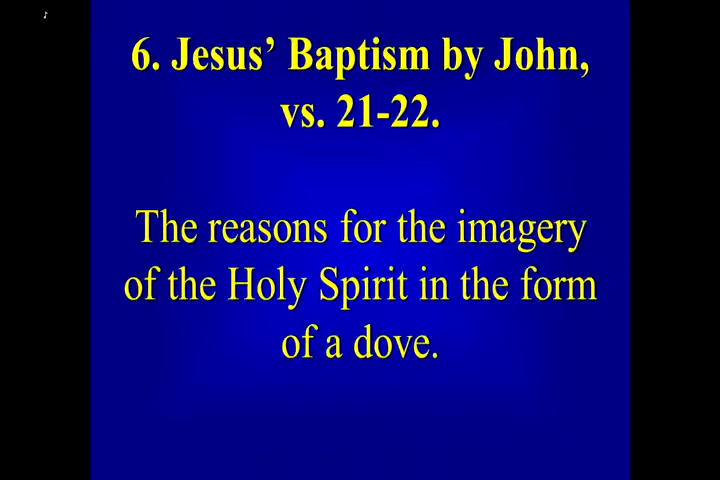 6. Jesus’ Baptism by John,
vs. 21-22.
The reasons for the imagery
of the Holy Spirit in the form
of a dove.